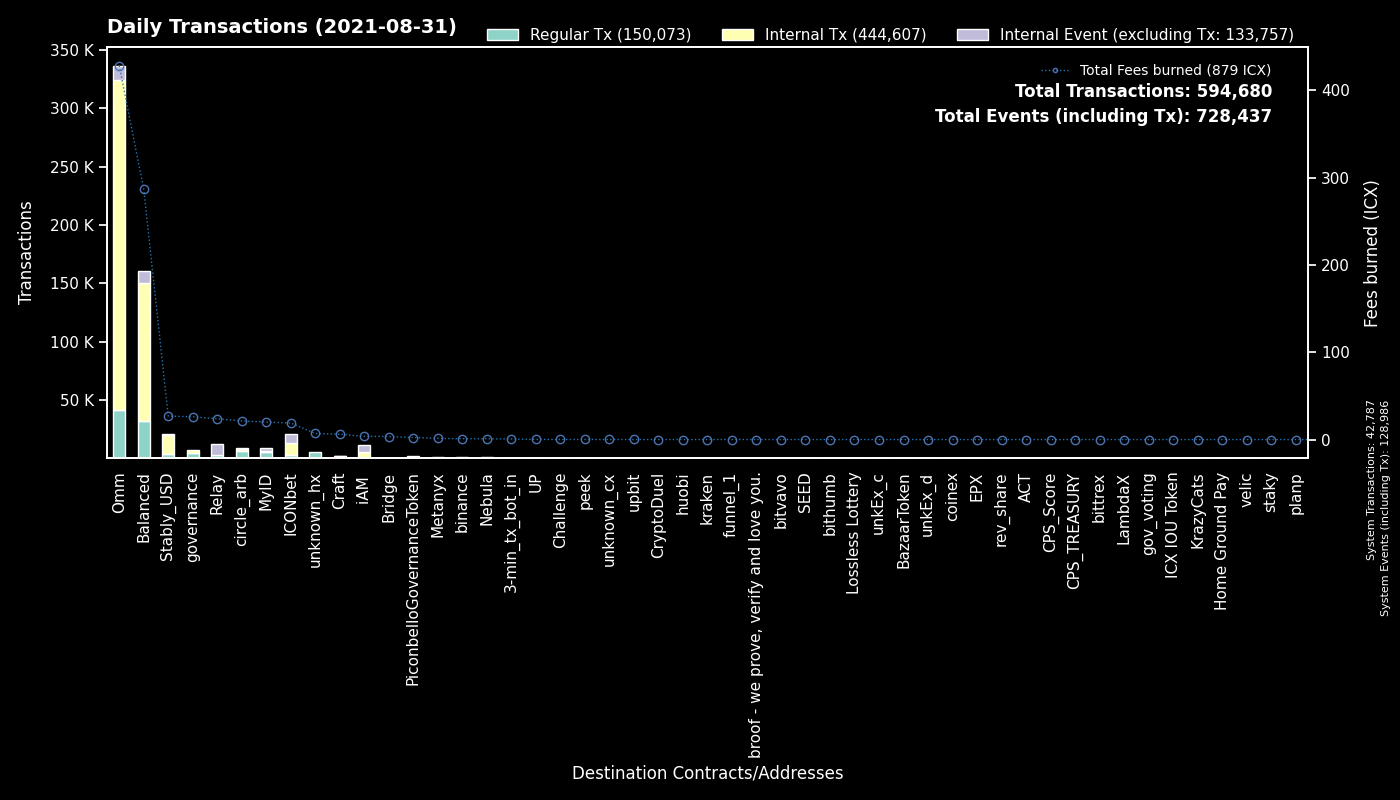 Daily Transactions (2021-08-31)
Regular Tx (150,073)
Internal Tx (444,607)
Internal Event (excluding Tx: 133,757)
Total Fees burned (879 ICX)
Total Transactions: 594,680
Total Events (including Tx): 728,437
Transactions
350 K
300 K
250 K
200 K
150 K
100 K
50 K
400
300
200
100
0
Fees burned (ICX)
System Transactions: 42,787
System Events (including Tx): 128,986
Omm
Balanced
Stably_USD
governance
Relay
circle_arb
MyID
ICONbet
unknown_hx
Craft
iAM
Bridge
PiconbelloGovernanceToken
Metanyx
binance
Nebula
3-min_tx_bot_in
UP
Challenge
peek
unknown_cx
upbit
CryptoDuel
huobi
kraken
funnel_1
broof - we prove, verify and love you.
bitvavo
SEED
bithumb
Lossless Lottery
unkEx_c
BazaarToken
unkEx_d
coinex
EPX
rev_share
ACT
CPS_Score
CPS_TREASURY
bittrex
LambdaX
gov_voting
ICX IOU Token
KrazyCats
Home Ground Pay
velic
staky
planp
Destination Contracts/Addresses